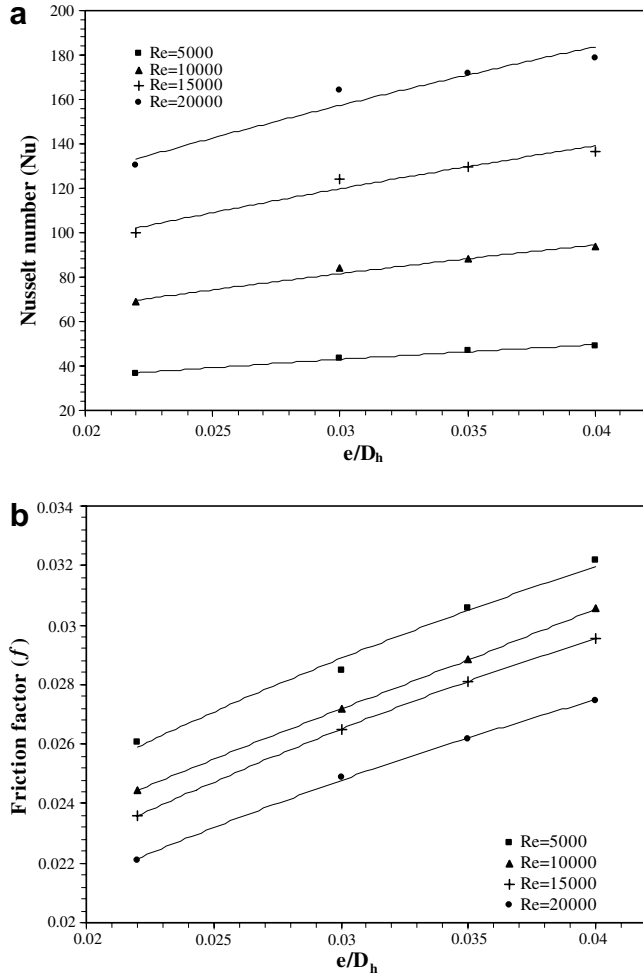 a
200
180
160
140
120
100
80
60
40
20
Nusselt number (Nu)
Re=5000
Re=10000
Re=15000
Re=20000
0.02
0.025
0.03
0.035
0.04
e/Dₕ
b
0.034
0.032
0.03
0.028
0.026
0.024
0.022
0.02
Friction factor (f)
Re=5000
Re=10000
Re=15000
Re=20000
0.02
0.025
0.03
0.035
0.04
e/Dₕ